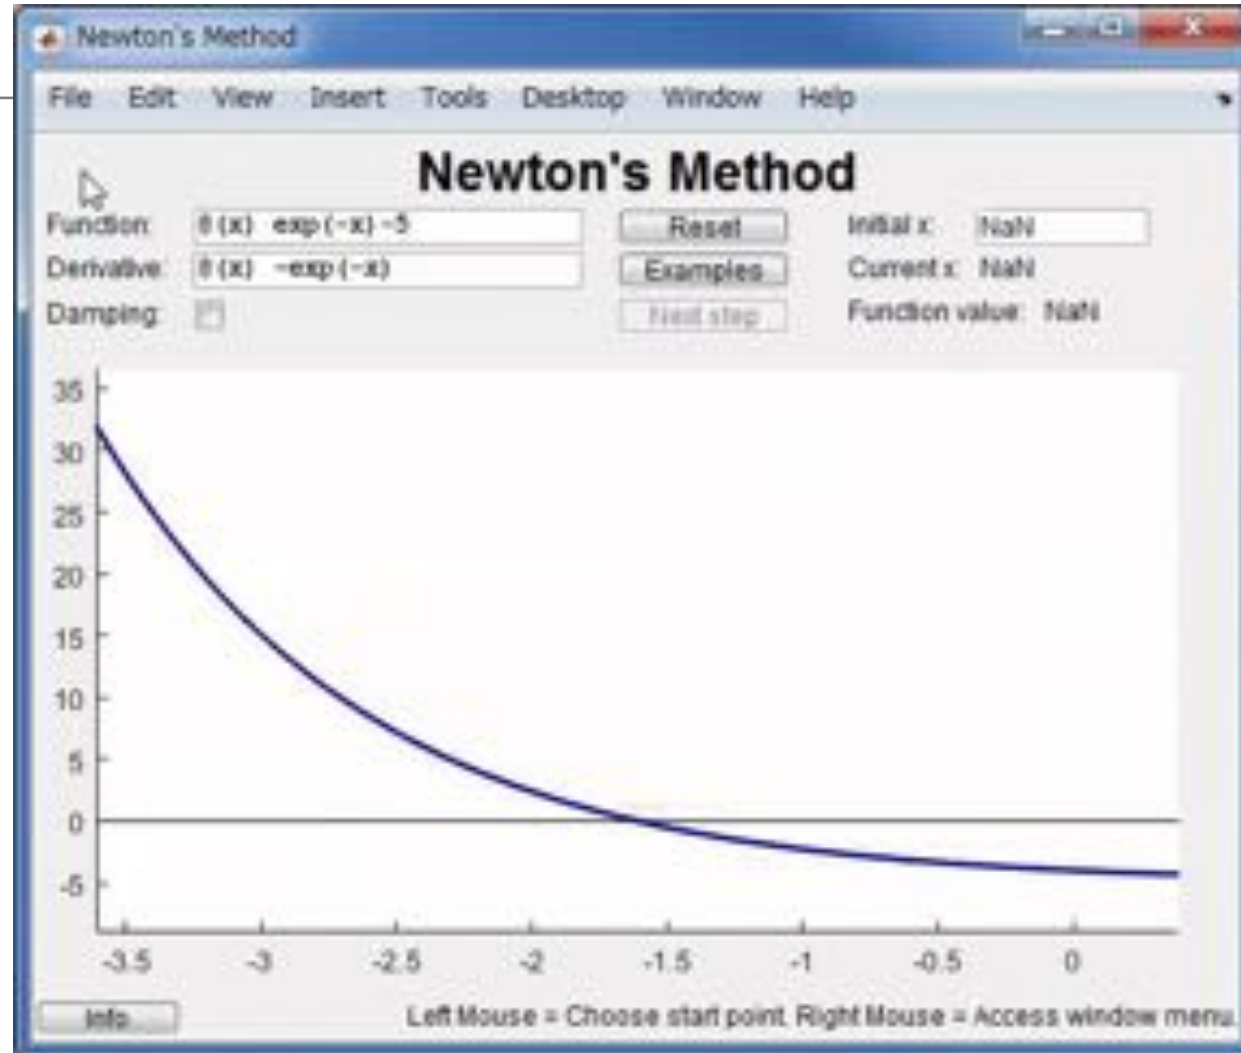 Newton's Method
File Edit View Insert Tools Desktop Window Help
Newton's Method
Function: @(x) exp(-x)-5 Reset Initial x: NaN
Derivative: @(x) -exp(-x) Examples Current x: NaN
Damping: Next step Function value: NaN
35
30
25
20
15
10
5
0
-5
-3.5 -3 -2.5 -2 -1.5 -1 -0.5 0
Info Left Mouse = Choose start point. Right Mouse = Access window menu.